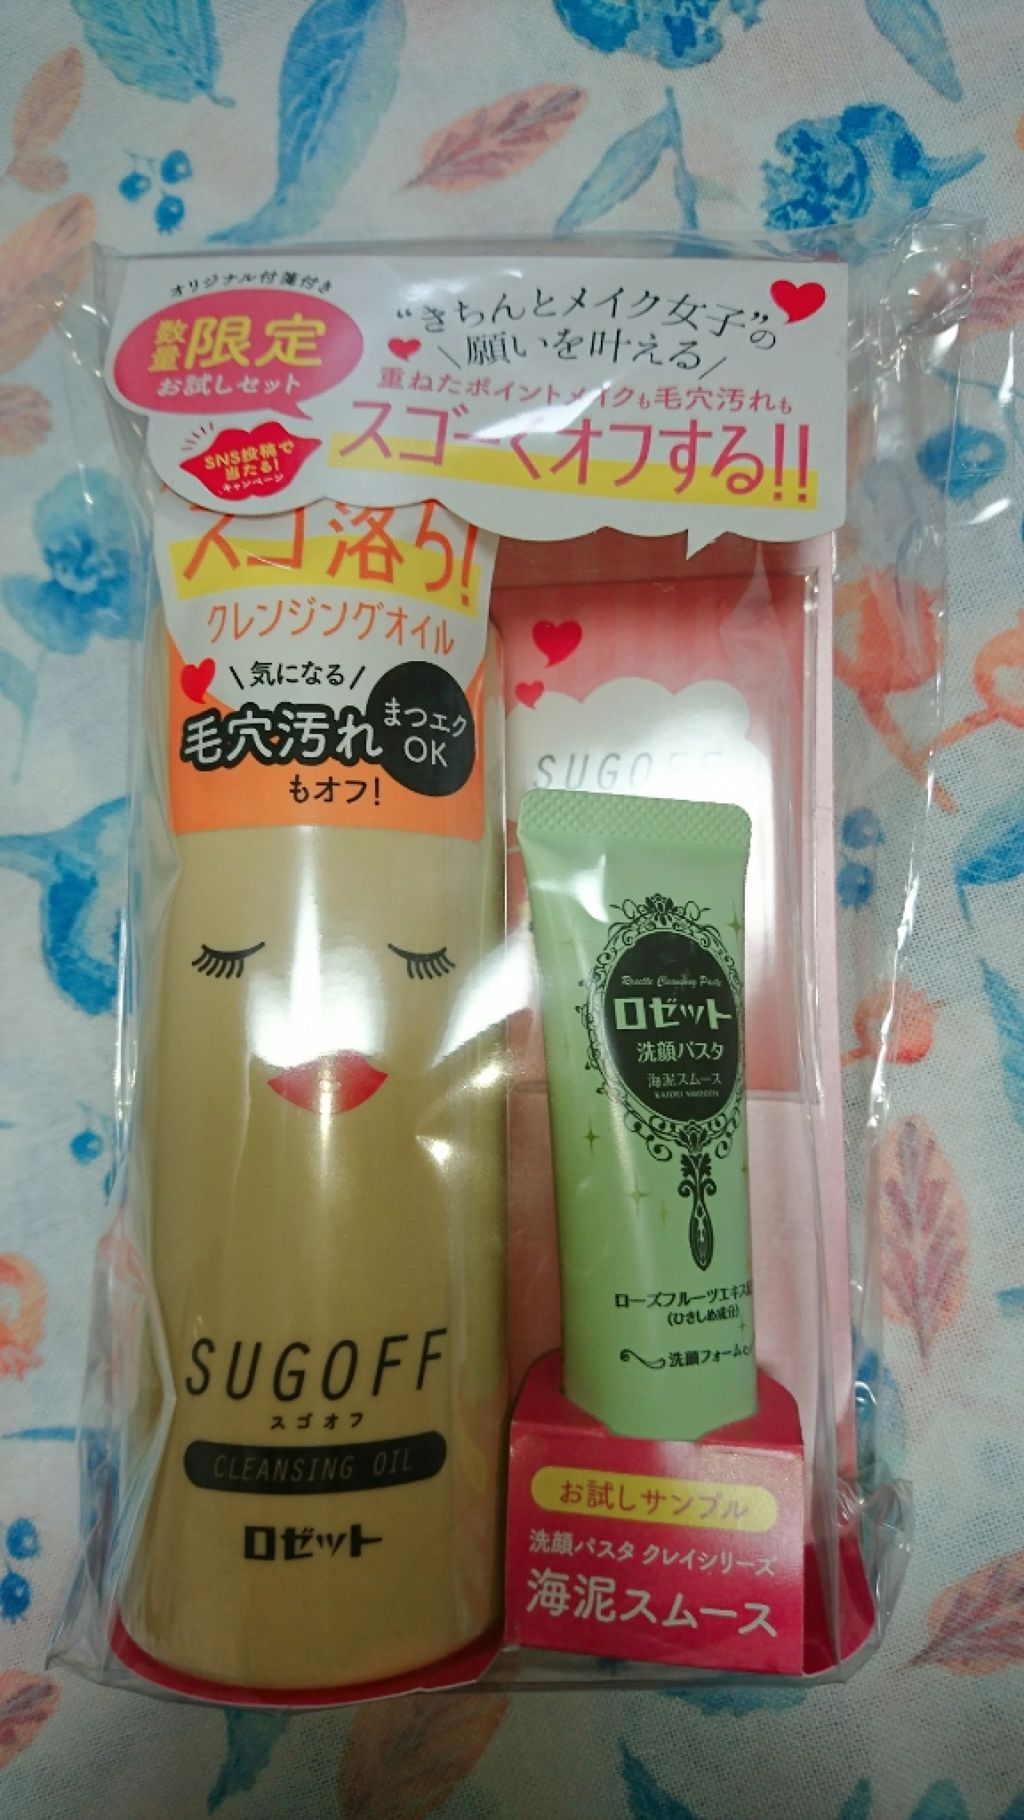 オリジナル付箋付き
数量限定
お試しセット
SNS投稿で
当たる!
キャンペーン
"きちんとメイク女子"の
\願いを叶える/
重ねたポイントメイクも毛穴汚れも
スゴーくオフする!!
スゴ落ち!
クレンジングオイル
\気になる/
毛穴汚れ
もオフ!
まつエク
OK
SUGOFF
スゴオフ
CLEANSING OIL
ロゼット
SUGOFF
Rosette Cleansing Paste
ロゼット
洗顔パスタ
海泥スムース
KAIDEI SMOOTH
ローズフルーツエキス
(ひきしめ成分)
洗顔フォーム
お試しサンプル
洗顔パスタ クレイシリーズ
海泥スムース